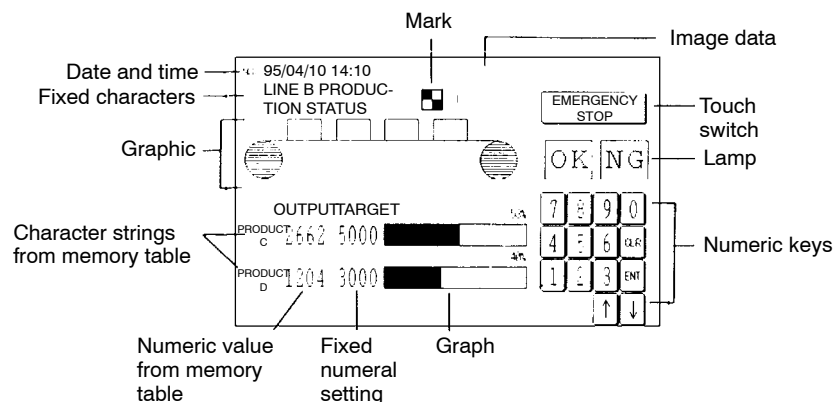 Mark
Image data
Date and time
95/04/10 14:10
Fixed characters
LINE B PRODUC-
TION STATUS
EMERGENCY
STOP
Touch
switch
Graphic
OK NG
Lamp
OUTPUTTARGET
7 8 9 0
Character strings
from memory table
PRODUCT
C
2662 5000
4 5 6 CLR
Numeric keys
PRODUCT
D
1204 3000
1 2 3 ENT
↑ ↓
Numeric value
from memory
table
Fixed
numeral
setting
Graph